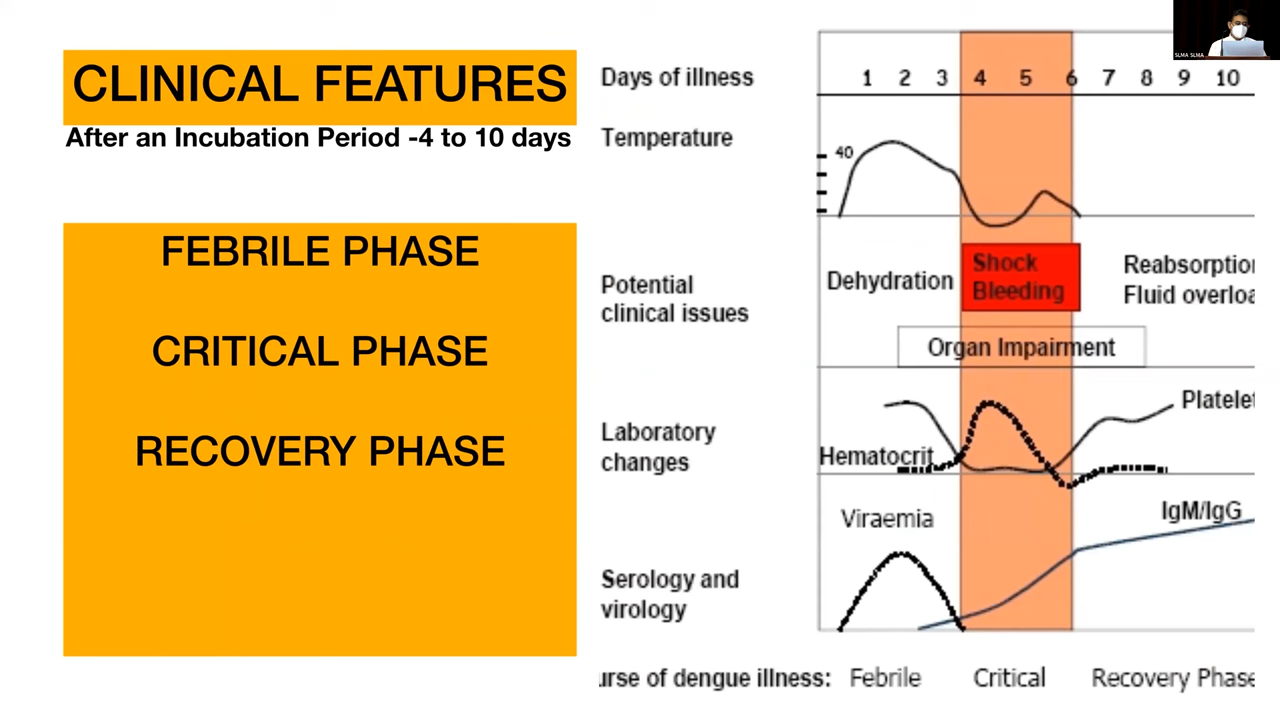 CLINICAL FEATURES
After an Incubation Period -4 to 10 days
FEBRILE PHASE
CRITICAL PHASE
RECOVERY PHASE
Days of illness 1 2 3 4 5 6 7 8 9 10
Temperature
40
Potential
clinical issues
Dehydration
Shock
Bleeding
Reabsorptio
Fluid overloa
Organ Impairment
Laboratory
changes
Platelet
Hematocrit
Viraemia
IgM/IgG
Serology and
virology
urse of dengue illness: Febrile Critical Recovery Phase
SLMA SLMA